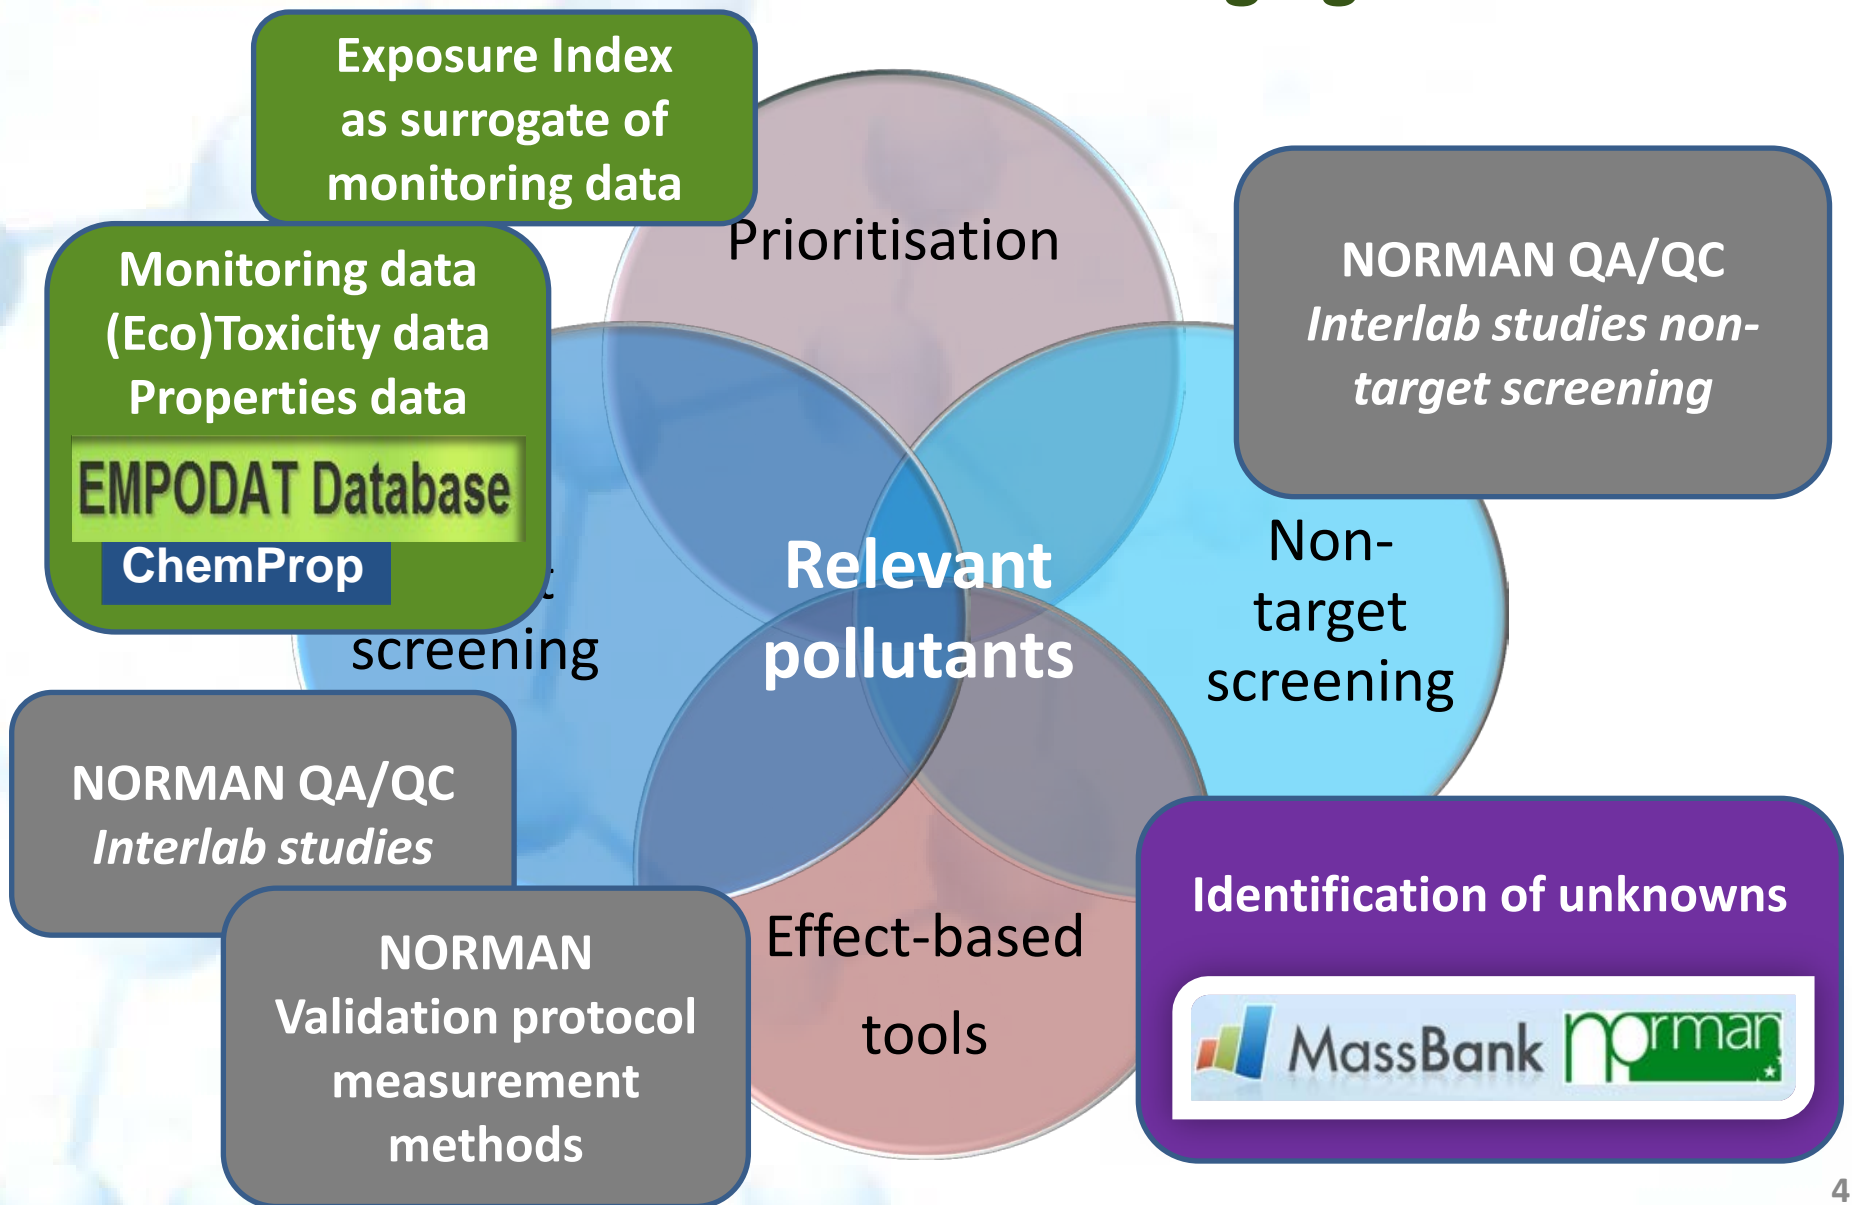 Exposure Index
as surrogate of
monitoring data
Prioritisation
Monitoring data
(Eco)Toxicity data
Properties data
EMPODAT Database
ChemProp
NORMAN QA/QC
Interlab studies non-
target screening
Relevant
pollutants
Non-
target
screening
screening
NORMAN QA/QC
Interlab studies
NORMAN
Validation protocol
measurement
methods
Effect-based
tools
Identification of unknowns
MassBank norman
4